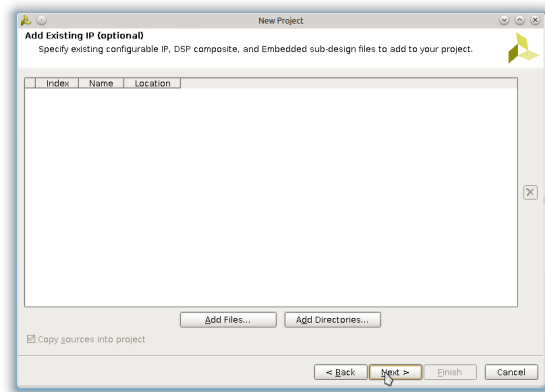 New Project
Add Existing IP (optional)
Specify existing configurable IP, DSP composite, and Embedded sub-design files to add to your project.
Index Name Location
Add Files... Add Directories...
Copy sources into project
< Back Next > Finish Cancel